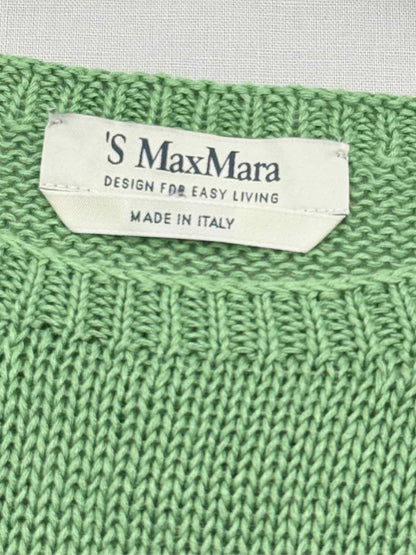 'S MaxMara
DESIGN FOR EASY LIVING
MADE IN ITALY